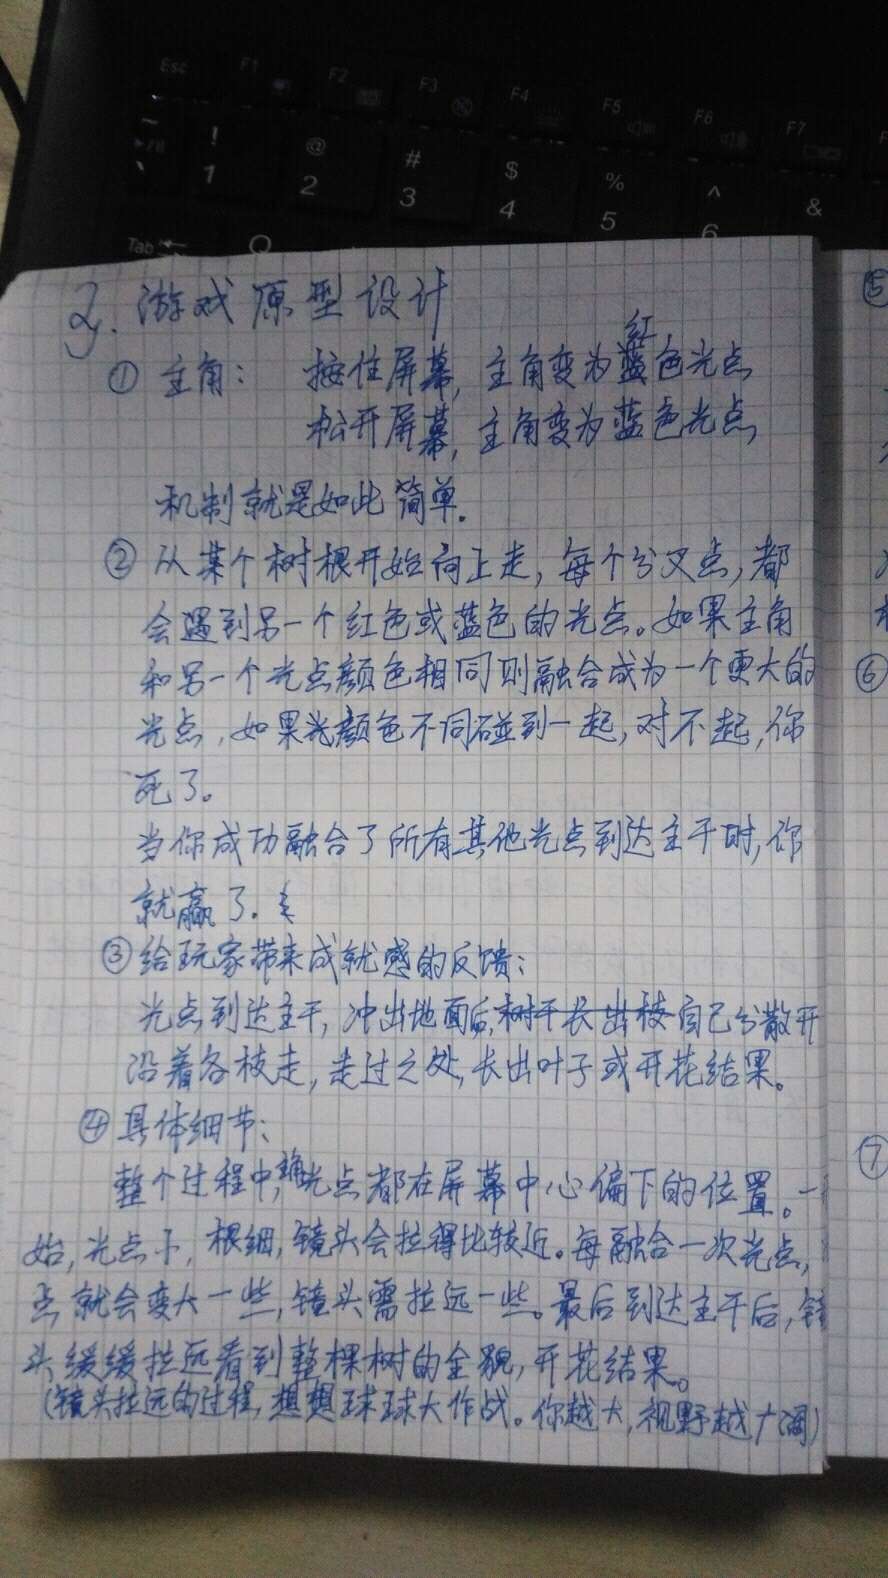 Esc F1 F2 F3 F4 F5 F6 F7
! @ # $ % ^ &
1 2 3 4 5 6
Tab Q
2. 游戏原型设计
① 主角: 按住屏幕, 主角变为红色光点
松开屏幕, 主角变为蓝色光点,
机制就是如此简单.
② 从某个树根开始向上走, 每个分叉点, 都
会遇到另一个红色或蓝色的光点。如果主角
和另一个光点颜色相同则融合成为一个更大的
光点, 如果光颜色不同碰到一起, 对不起, 你
死了。
当你成功融合了所有其他光点到达主干时, 你
就赢了.
③ 给玩家带来成就感的反馈:
光点到达主干, 冲出地面后, 树干长出枝自己分散开
沿着各枝走, 走过之处, 长出叶子或开花结果。
④ 具体细节:
整个过程中, 光点都在屏幕中心偏下的位置。一
始, 光点小, 根细, 镜头会拉得比较近。每融合一次光点,
点就会变大一些, 镜头需拉远一些。最后到达主干后, 镜
头缓缓拉远看到整棵树的全貌, 开花结果。
(镜头拉远的过程, 想想球球大作战。你越大, 视野越广阔)
⑤
⑥
⑦